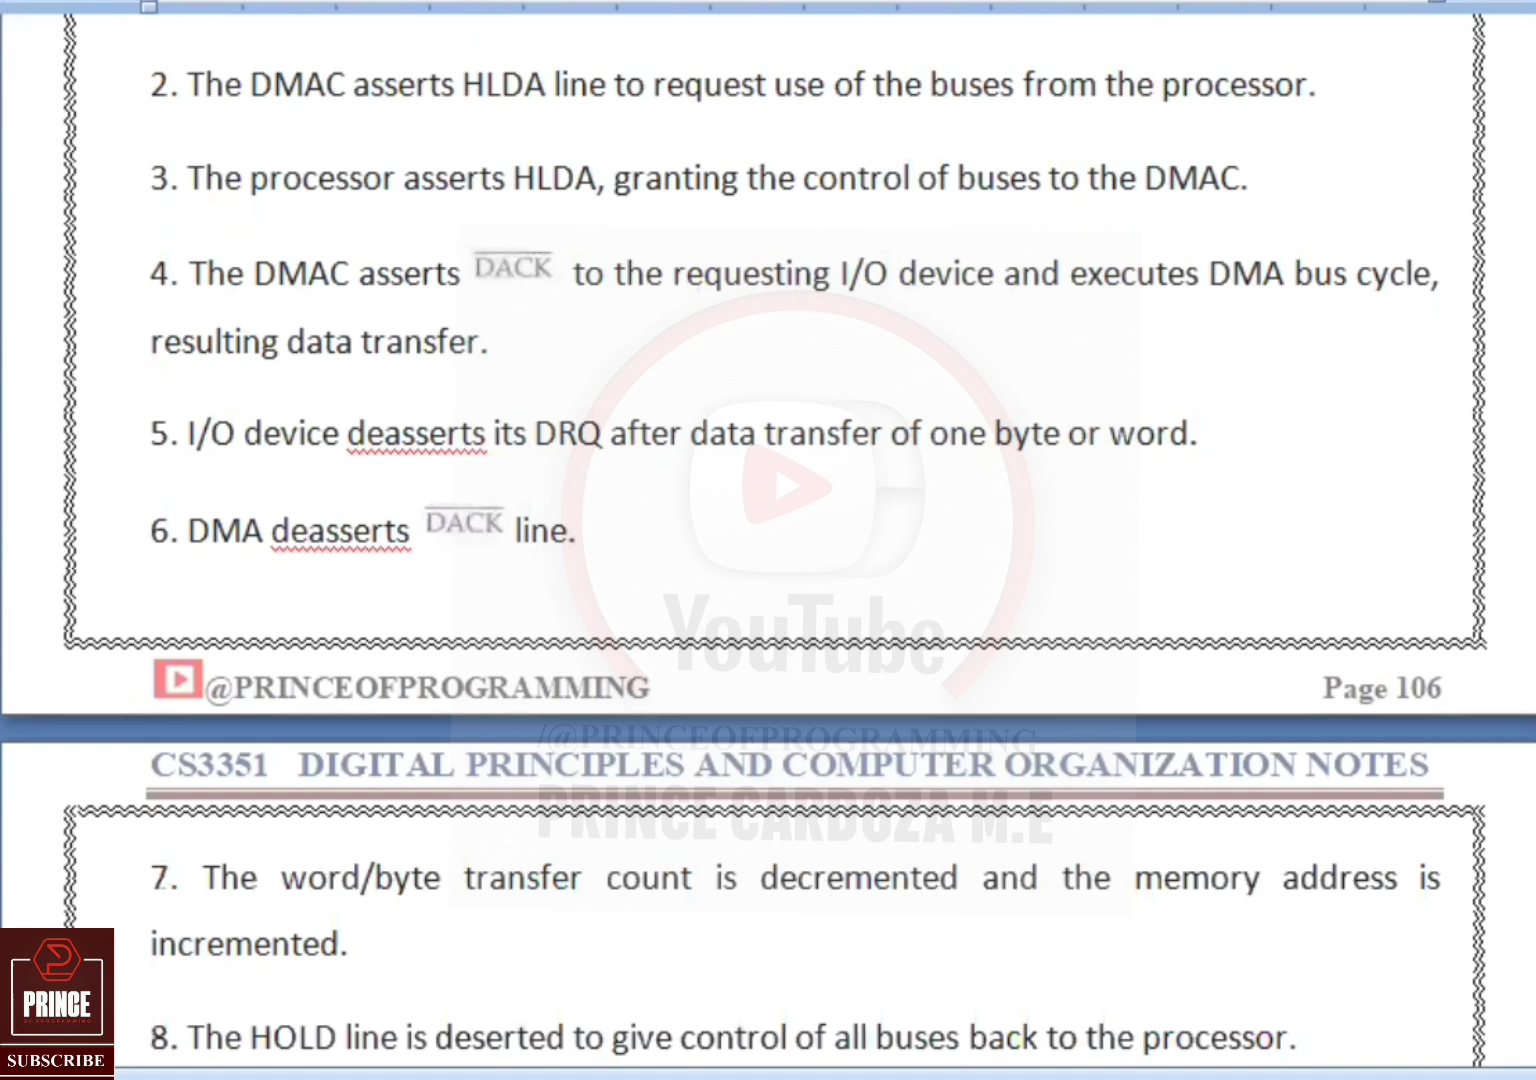 2. The DMAC asserts HLDA line to request use of the buses from the processor.
3. The processor asserts HLDA, granting the control of buses to the DMAC.
4. The DMAC asserts DACK to the requesting I/O device and executes DMA bus cycle,
resulting data transfer.
5. I/O device deasserts its DRQ after data transfer of one byte or word.
6. DMA deasserts DACK line.
YouTube
@PRINCEOFPROGRAMMING
Page 106
/@PRINCEOFPROGRAMMING
CS3351 DIGITAL PRINCIPLES AND COMPUTER ORGANIZATION NOTES
PRINCE CARDOZA M.E
7. The word/byte transfer count is decremented and the memory address is
incremented.
8. The HOLD line is deserted to give control of all buses back to the processor.
PRINCE
OF PROGRAMMING
SUBSCRIBE